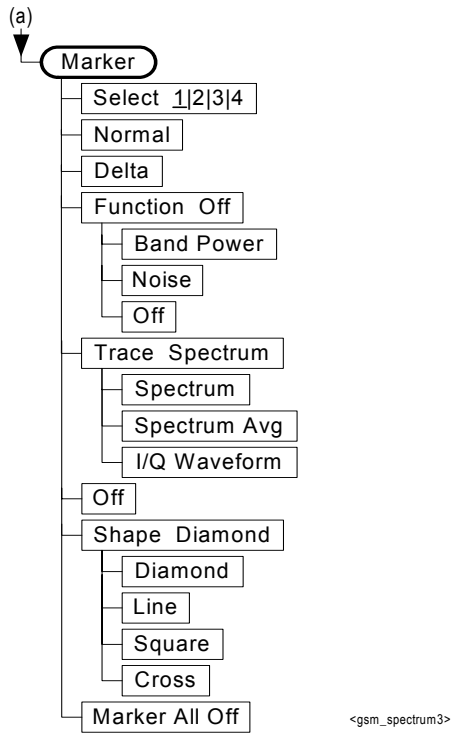 (a)
Marker
Select 1|2|3|4
Normal
Delta
Function Off
Band Power
Noise
Off
Trace Spectrum
Spectrum
Spectrum Avg
I/Q Waveform
Off
Shape Diamond
Diamond
Line
Square
Cross
Marker All Off
<gsm_spectrum3>